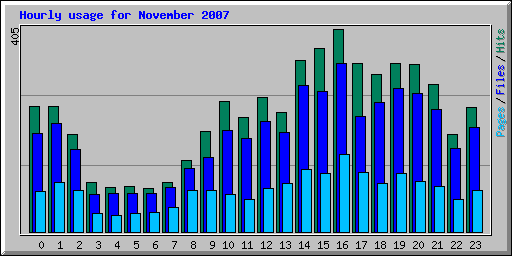 Hourly usage for November 2007
405
Pages/Files/Hits
0 1 2 3 4 5 6 7 8 9 10 11 12 13 14 15 16 17 18 19 20 21 22 23